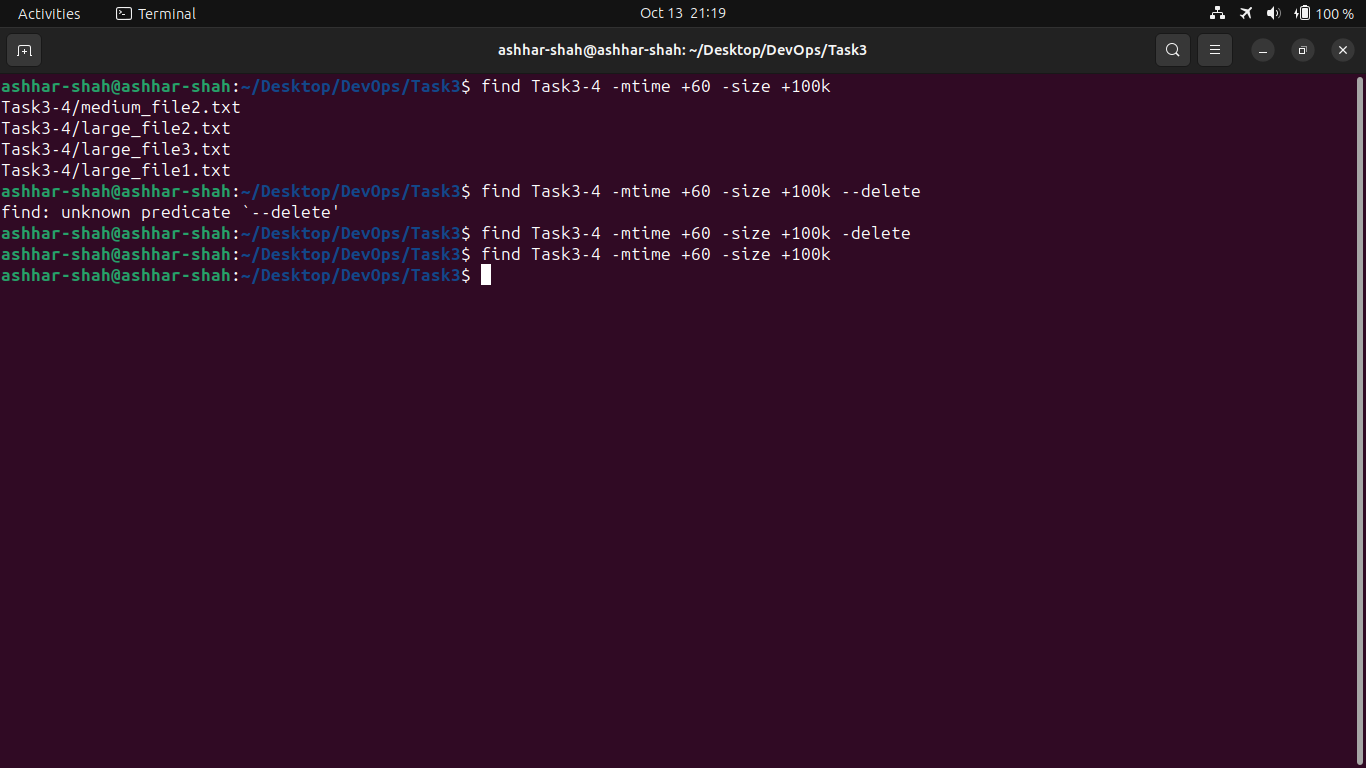 Activities Terminal Oct 13 21:19 100 %
ashhar-shah@ashhar-shah: ~/Desktop/DevOps/Task3
ashhar-shah@ashhar-shah:~/Desktop/DevOps/Task3$ find Task3-4 -mtime +60 -size +100k
Task3-4/medium_file2.txt
Task3-4/large_file2.txt
Task3-4/large_file3.txt
Task3-4/large_file1.txt
ashhar-shah@ashhar-shah:~/Desktop/DevOps/Task3$ find Task3-4 -mtime +60 -size +100k --delete
find: unknown predicate `--delete'
ashhar-shah@ashhar-shah:~/Desktop/DevOps/Task3$ find Task3-4 -mtime +60 -size +100k -delete
ashhar-shah@ashhar-shah:~/Desktop/DevOps/Task3$ find Task3-4 -mtime +60 -size +100k
ashhar-shah@ashhar-shah:~/Desktop/DevOps/Task3$